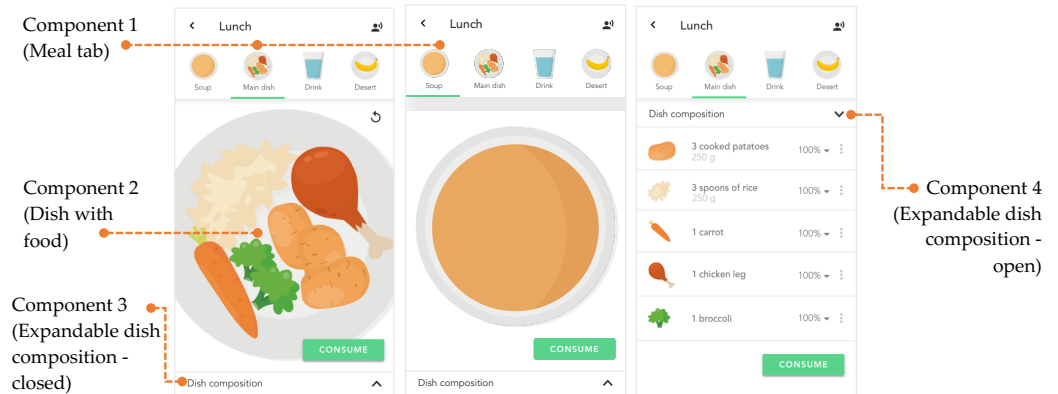 Component 1
(Meal tab)
Component 2
(Dish with
food)
Component 3
(Expandable dish
composition -
closed)
Lunch
Soup
Main dish
Drink
Desert
CONSUME
Dish composition
Lunch
Soup
Main dish
Drink
Desert
CONSUME
Dish composition
Lunch
Soup
Main dish
Drink
Desert
Dish composition
3 cooked patatoes
250 g
100%
3 spoons of rice
250 g
100%
1 carrot
100%
1 chicken leg
100%
1 broccoli
100%
CONSUME
Component 4
(Expandable dish
composition -
open)